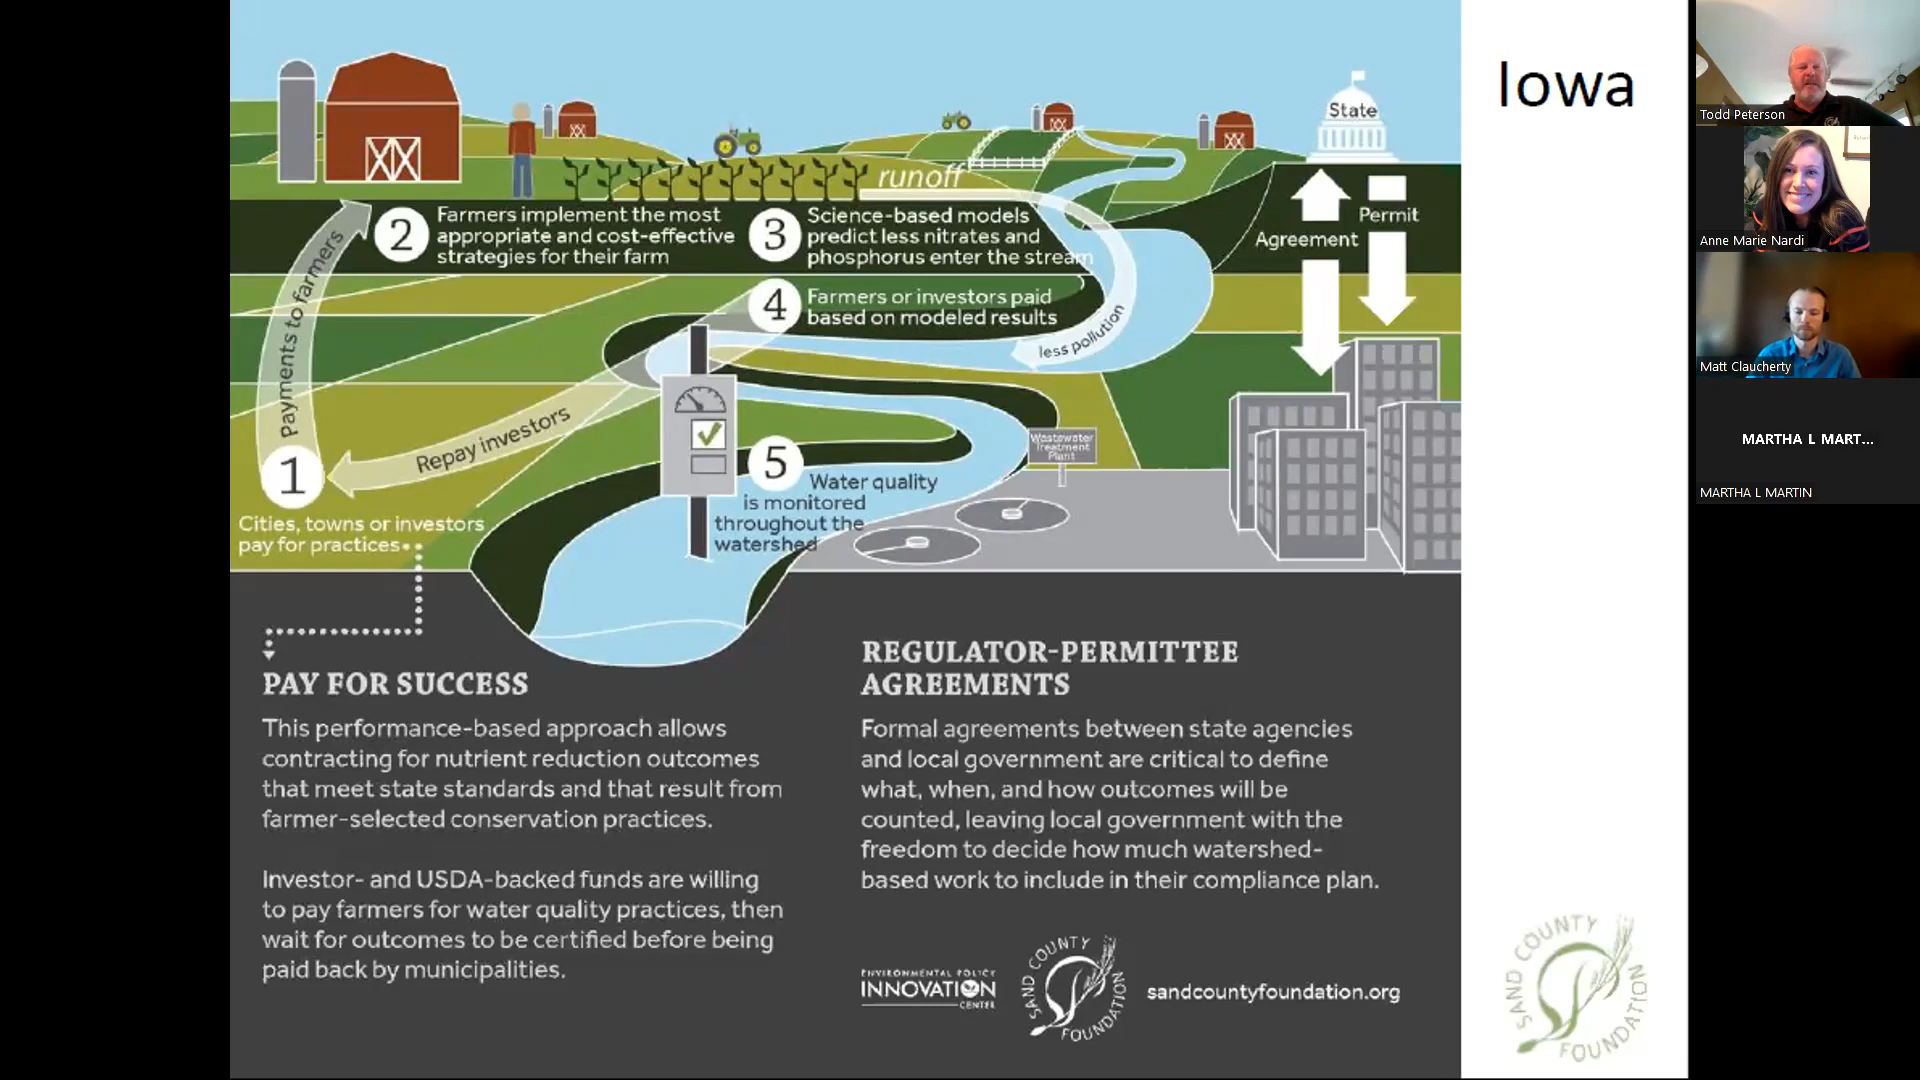 Iowa
State
runoff
Permit
Agreement
2
Farmers implement the most
appropriate and cost-effective
strategies for their farm
3
Science-based models
predict less nitrates and
phosphorus enter the stream
4
Farmers or investors paid
based on modeled results
less pollution
Payments to farmers
Repay investors
1
Cities, towns or investors
pay for practices
5
Water quality
is monitored
throughout the
watershed
Wastewater
Treatment
Plant
PAY FOR SUCCESS
This performance-based approach allows
contracting for nutrient reduction outcomes
that meet state standards and that result from
farmer-selected conservation practices.
Investor- and USDA-backed funds are willing
to pay farmers for water quality practices, then
wait for outcomes to be certified before being
paid back by municipalities.
REGULATOR-PERMITTEE
AGREEMENTS
Formal agreements between state agencies
and local government are critical to define
what, when, and how outcomes will be
counted, leaving local government with the
freedom to decide how much watershed-
based work to include in their compliance plan.
ENVIRONMENTAL POLICY
INNOVATION
CENTER
SAND COUNTY
FOUNDATION
sandcountyfoundation.org
SAND COUNTY
FOUNDATION
Todd Peterson
Anne Marie Nardi
Matt Claucherty
MARTHA L MART...
MARTHA L MARTIN